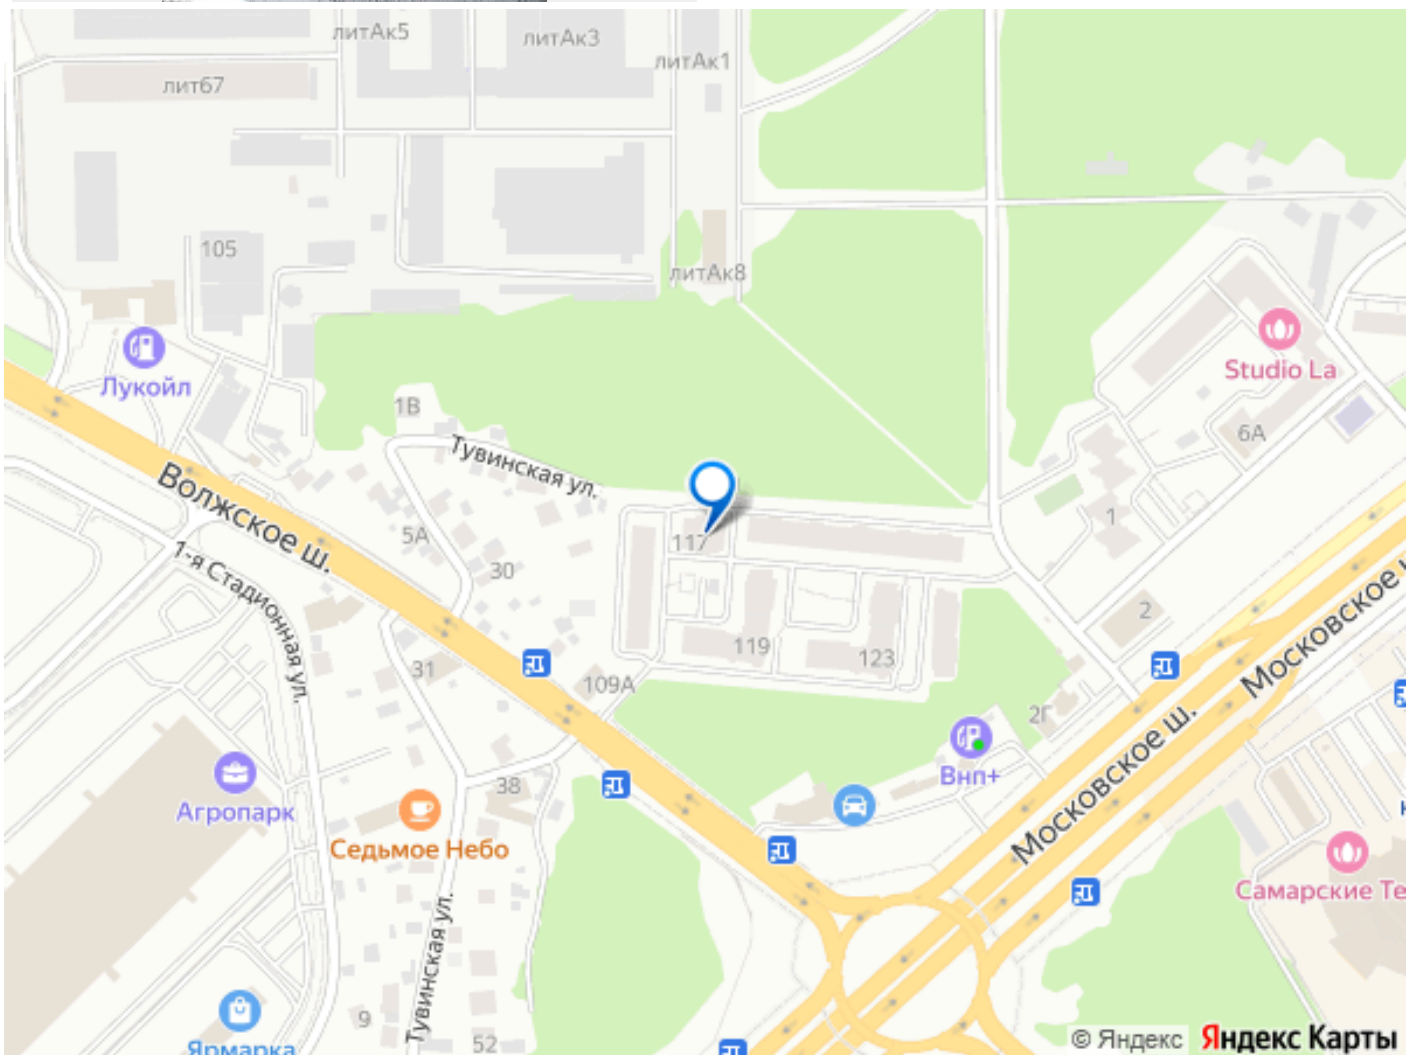 литАк5
литАк3
литАк1
лит67
105
литАк8
Лукойл
Studio La
1В
6А
Тувинская ул.
Волжское ш.
5А
117
1
1-я Стадионная ул.
30
2
119
123
31
109А
Московское ш.
2Г
Московское
Внп+
38
Агропарк
Седьмое Небо
Самарские Те
Тувинская ул.
9
52
Ярмарка
© Яндекс Яндекс Карты